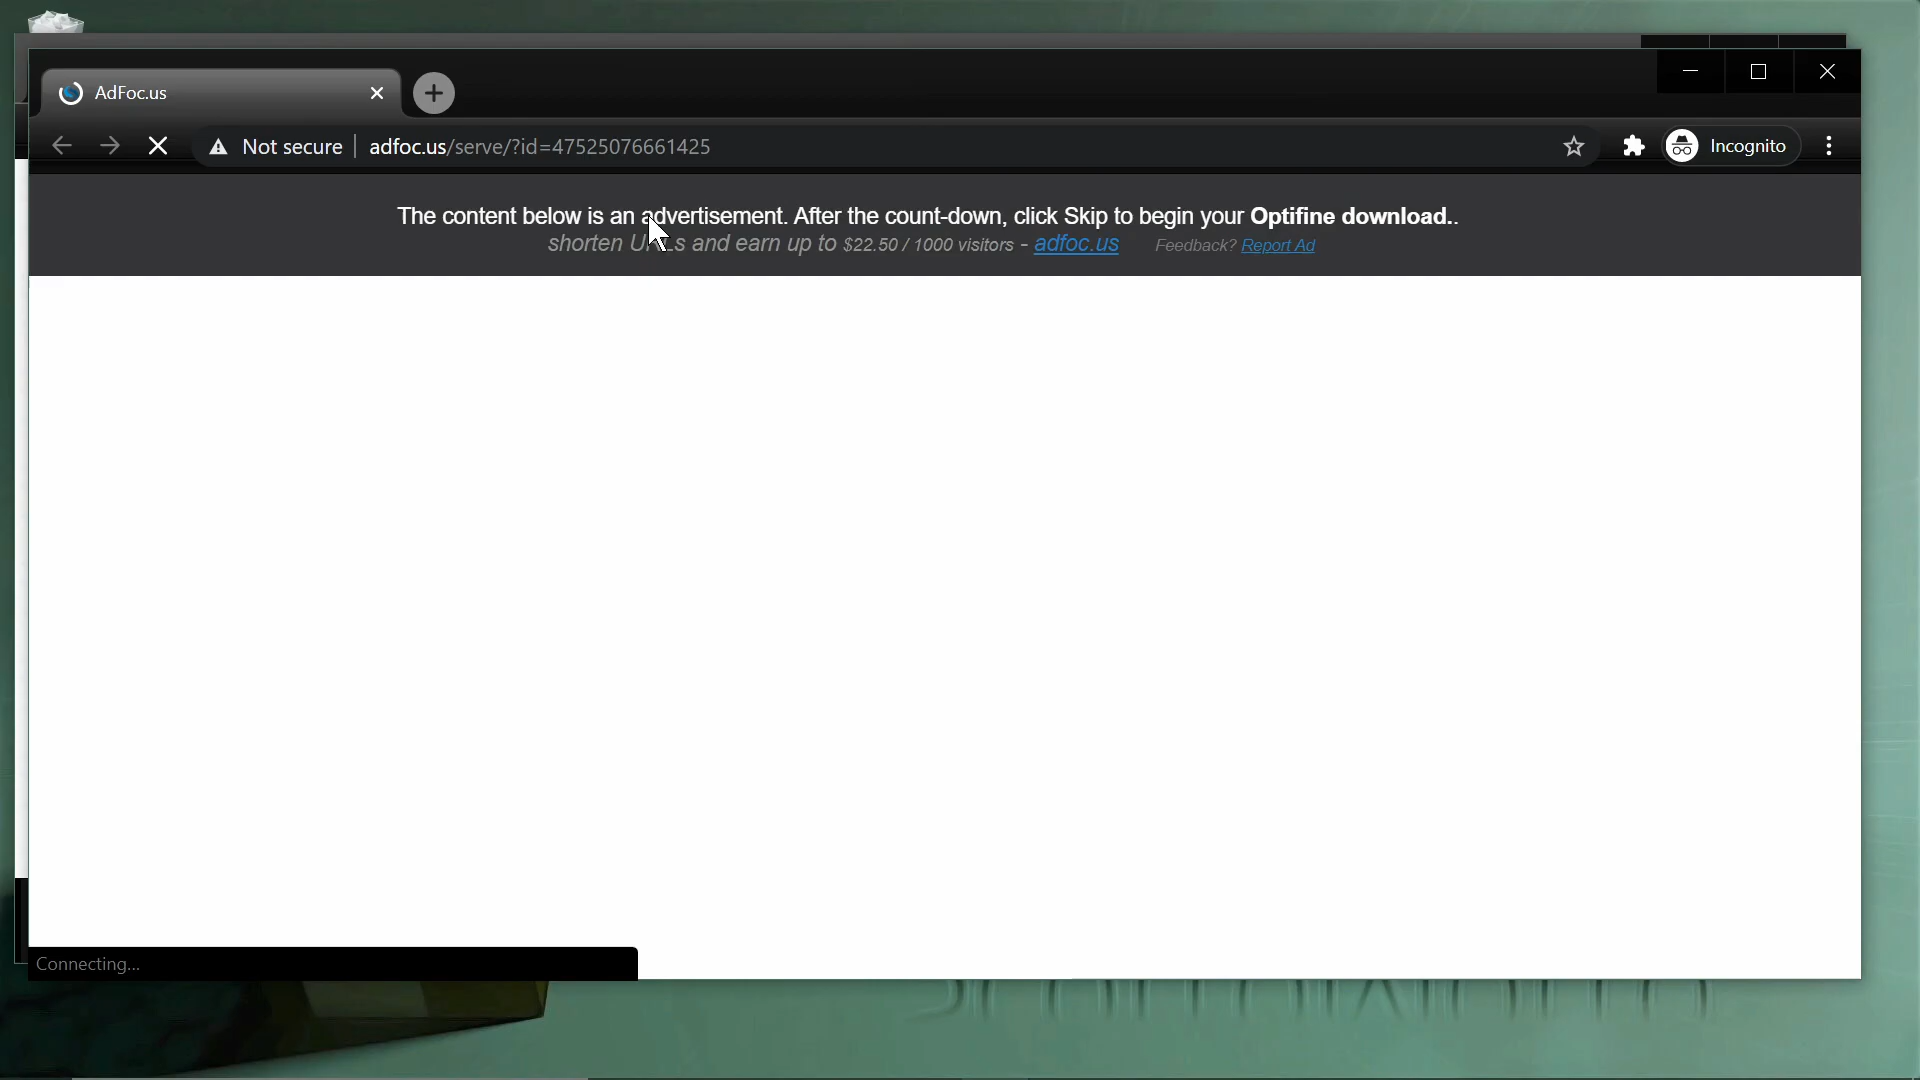 AdFoc.us
Not secure
adfoc.us/serve/?id=47525076661425
Incognito
The content below is an advertisement. After the count-down, click Skip to begin your Optifine download..
shorten URLs and earn up to $22.50 / 1000 visitors - adfoc.us
Feedback? Report Ad
Connecting...